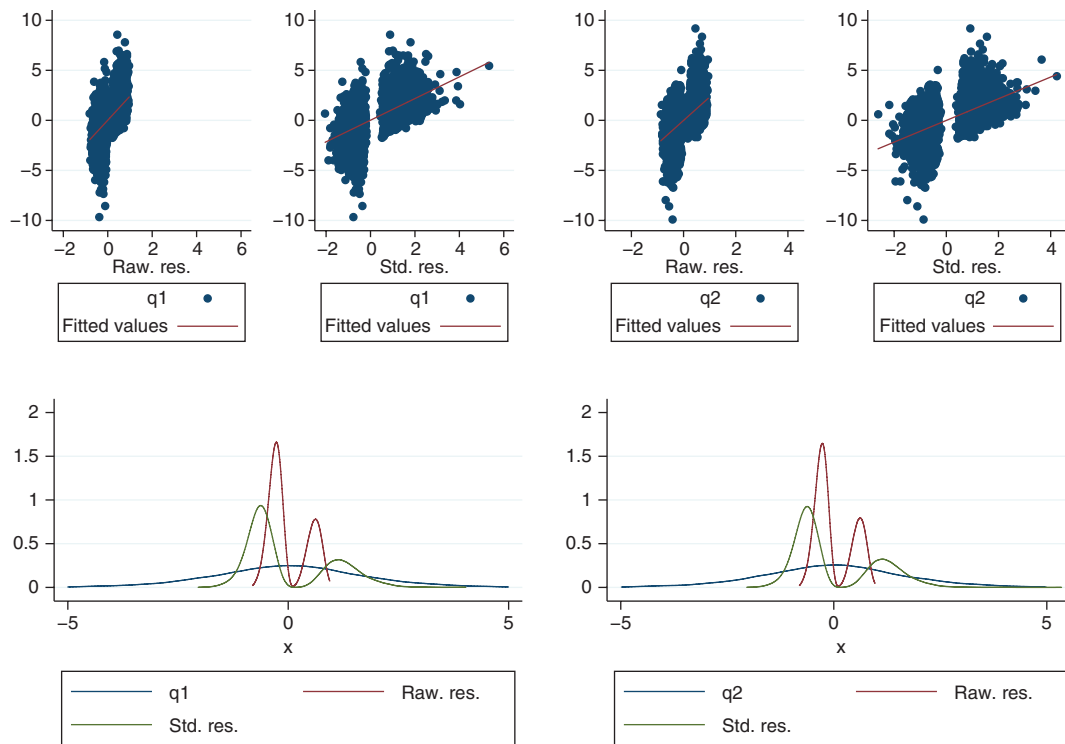 10
5
0
−5
−10
−2 0 2 4 6
Raw. res.
q1
Fitted values
10
5
0
−5
−10
−2 0 2 4 6
Std. res.
q1
Fitted values
10
5
0
−5
−10
−2 0 2 4
Raw. res.
q2
Fitted values
10
5
0
−5
−10
−2 0 2 4
Std. res.
q2
Fitted values
2
1.5
1
0.5
0
−5 0 5
x
q1 Raw. res.
Std. res.
2
1.5
1
0.5
0
−5 0 5
x
q2 Raw. res.
Std. res.